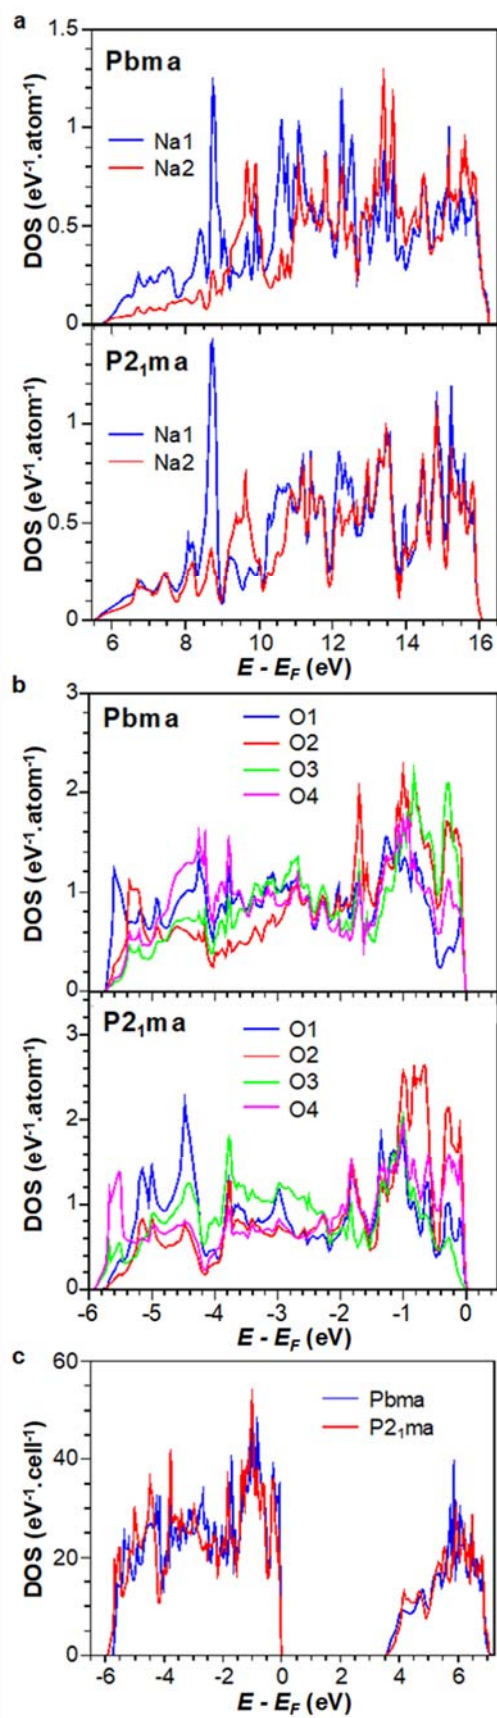 a
1.5
Pbma
Na1
Na2
1
0.5
0
DOS (eV⁻¹.atom⁻¹)
P2₁ma
Na1
Na2
1
0.5
0
DOS (eV⁻¹.atom⁻¹)
6 8 10 12 14 16
E - E_F (eV)
b
3
Pbma
O1
O2
O3
O4
2
1
0
DOS (eV⁻¹.atom⁻¹)
P2₁ma
O1
O2
O3
O4
3
2
1
0
DOS (eV⁻¹.atom⁻¹)
-6 -5 -4 -3 -2 -1 0
E - E_F (eV)
c
60
Pbma
P2₁ma
40
20
0
DOS (eV⁻¹.cell⁻¹)
-6 -4 -2 0 2 4 6
E - E_F (eV)